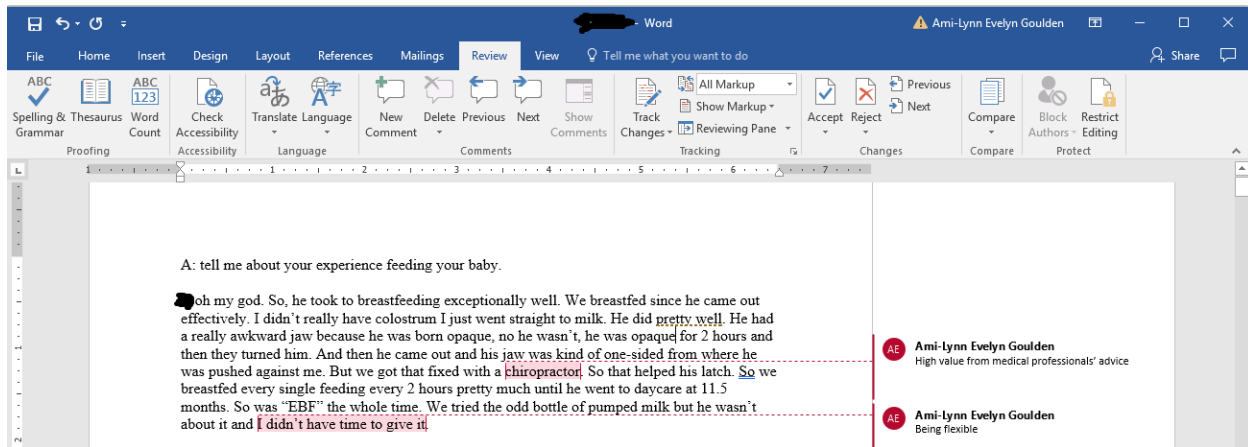 - Word
Ami-Lynn Evelyn Goulden
File Home Insert Design Layout References Mailings Review View Tell me what you want to do Share
ABC ABC 123
Spelling & Grammar Thesaurus Word Count Check Accessibility Translate Language New Comment Delete Previous Next Show Comments Track Changes All Markup Show Markup Reviewing Pane Accept Reject Previous Next Compare Block Authors Restrict Editing
Proofing Accessibility Language Comments Tracking Changes Compare Protect
L 1 1 2 3 4 5 6 7
A: tell me about your experience feeding your baby.
oh my god. So, he took to breastfeeding exceptionally well. We breastfed since he came out
effectively. I didn't really have colostrum I just went straight to milk. He did pretty well. He had
a really awkward jaw because he was born opaque, no he wasn't, he was opaque for 2 hours and
then they turned him. And then he came out and his jaw was kind of one-sided from where he
was pushed against me. But we got that fixed with a chiropractor. So that helped his latch. So we
breastfed every single feeding every 2 hours pretty much until he went to daycare at 11.5
months. So was “EBF” the whole time. We tried the odd bottle of pumped milk but he wasn't
about it and I didn't have time to give it.
AE Ami-Lynn Evelyn Goulden
High value from medical professionals' advice
AE Ami-Lynn Evelyn Goulden
Being flexible